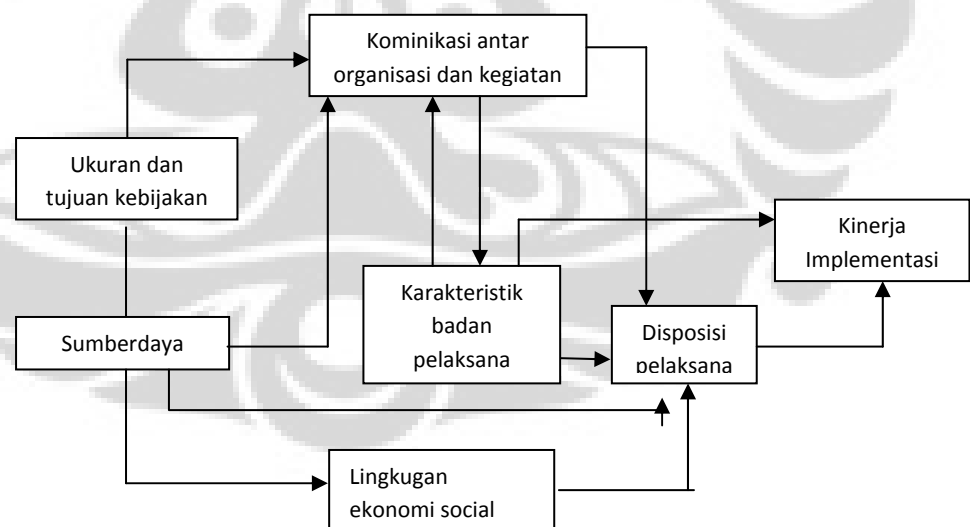 Kominikasi antar
organisasi dan kegiatan
Ukuran dan
tujuan kebijakan
Kinerja
Implementasi
Karakteristik
badan
pelaksana
Sumberdaya
Disposisi
pelaksana
Lingkugan
ekonomi social